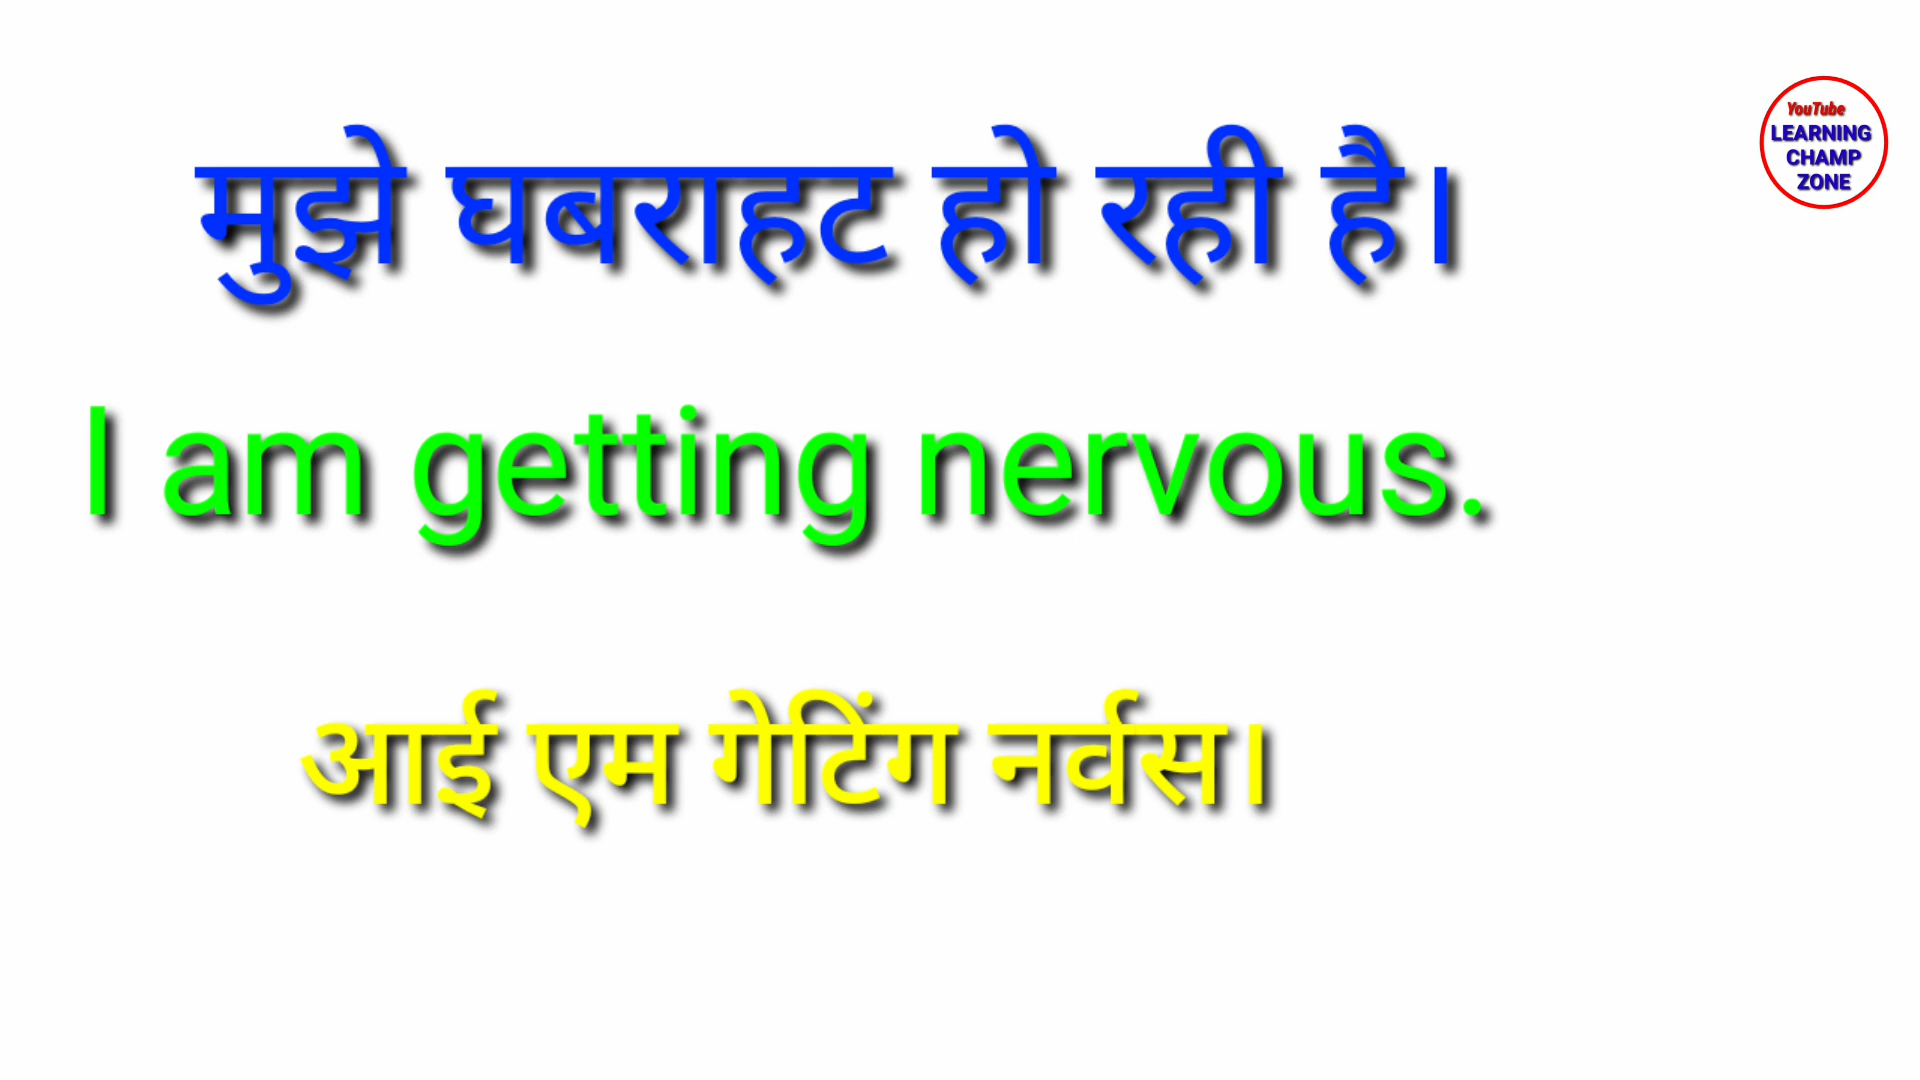 मुझे घबराहट हो रही है।
YouTube
LEARNING
CHAMP
ZONE
I am getting nervous.
आई एम गेटिंग नर्वस।